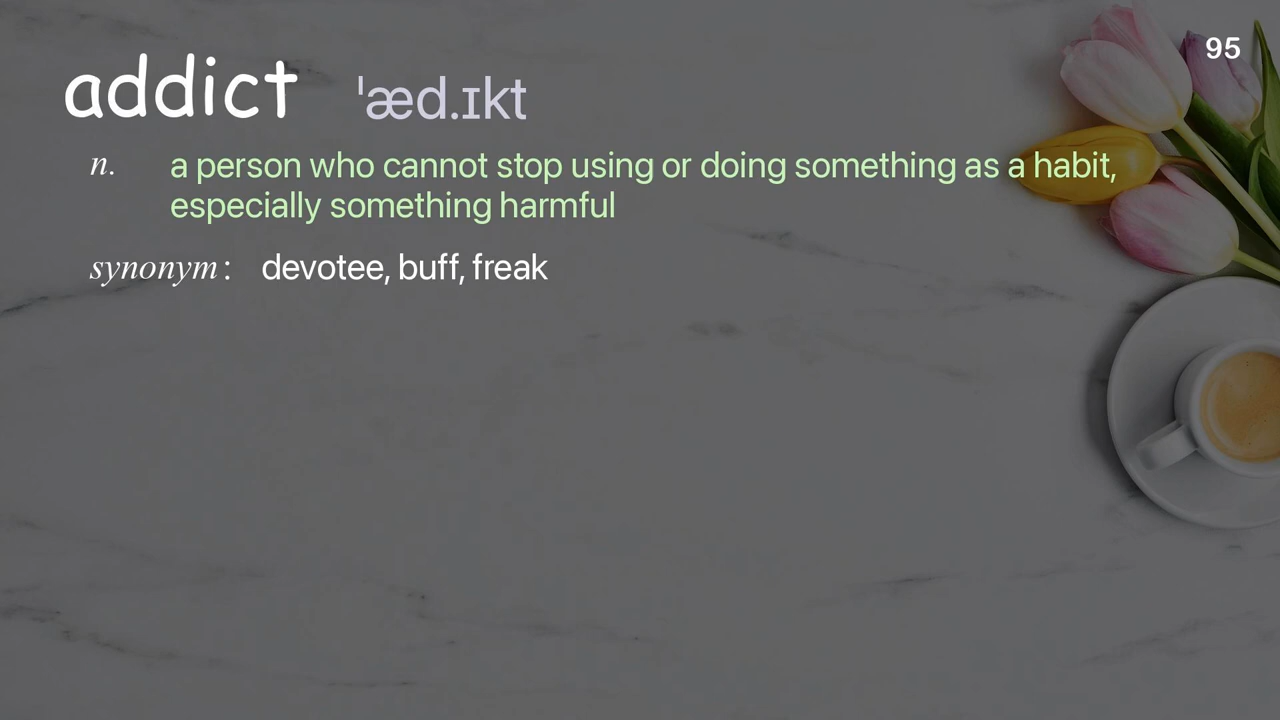 95
addict ˈæd.ɪkt
n. a person who cannot stop using or doing something as a habit,
especially something harmful
synonym: devotee, buff, freak